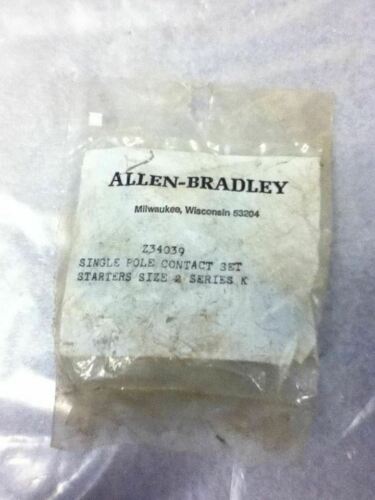 ALLEN-BRADLEY
Milwaukee, Wisconsin 53204
Z34039
SINGLE POLE CONTACT SET
STARTERS SIZE 2 SERIES K